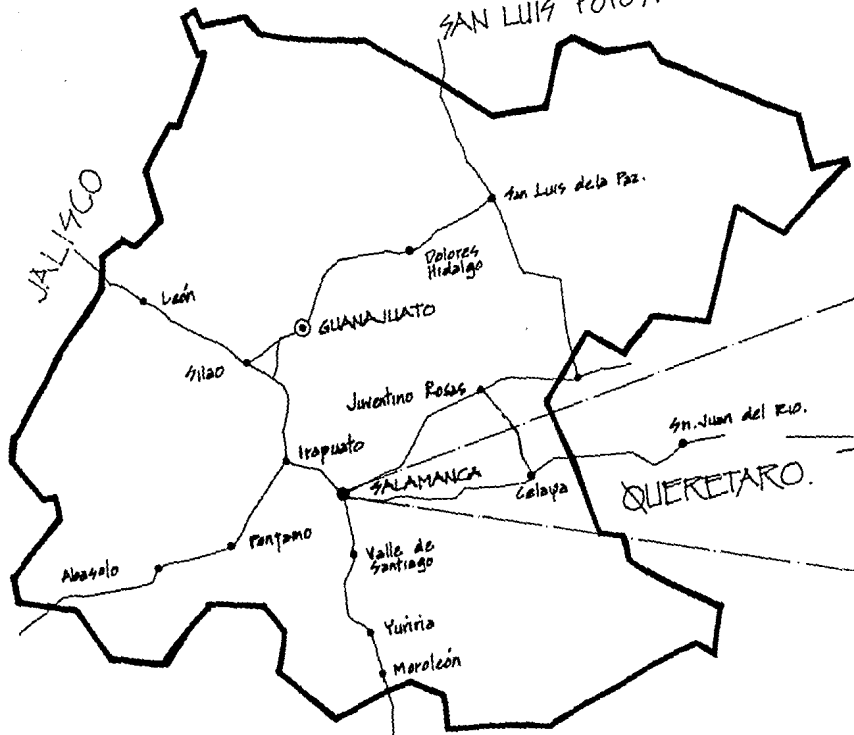 SAN LUIS POTOSI
JALISCO
San Luis de la Paz.
Dolores
Hidalgo
León
GUANAJUATO
Silao
Juventino Rosas
Sn. Juan del Rio.
Irapuato
SALAMANCA
Celaya
QUERETARO.
Penjamo
Valle de
Santiago
Abasolo
Yuriria
Moroleón